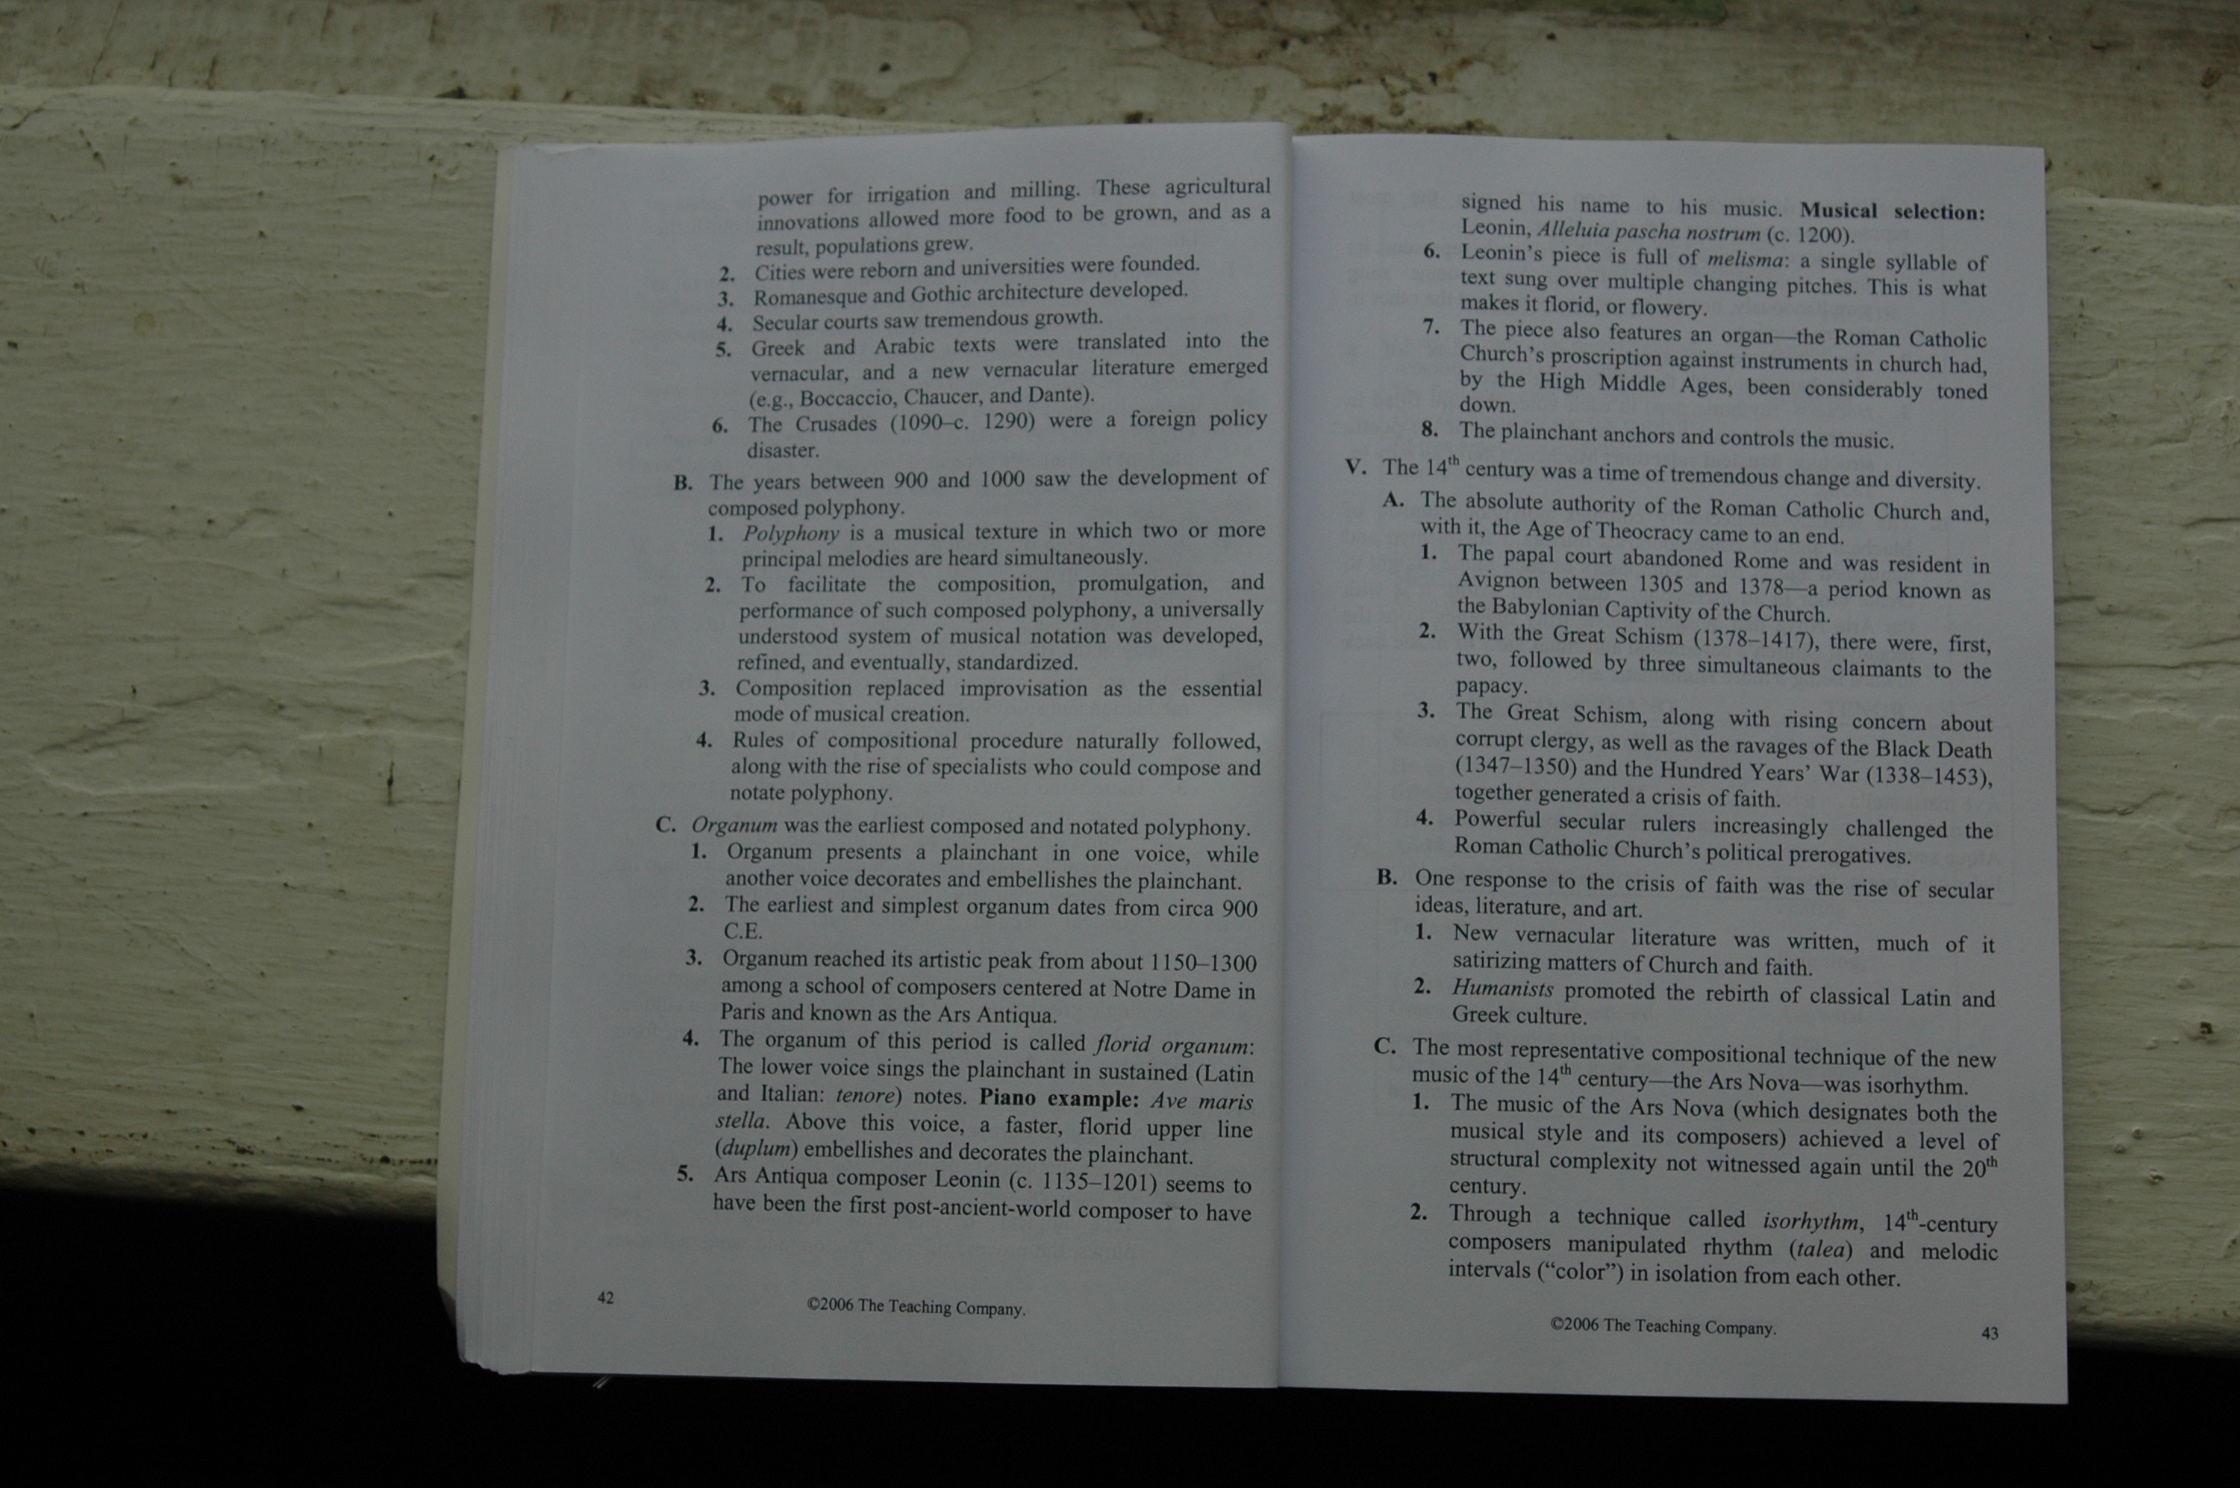 power for irrigation and milling. These agricultural
innovations allowed more food to be grown, and as a
result, populations grew.
2. Cities were reborn and universities were founded.
3. Romanesque and Gothic architecture developed.
4. Secular courts saw tremendous growth.
5. Greek and Arabic texts were translated into the
vernacular, and a new vernacular literature emerged
(e.g., Boccaccio, Chaucer, and Dante).
6. The Crusades (1090–c. 1290) were a foreign policy
disaster.
B. The years between 900 and 1000 saw the development of
composed polyphony.
1. Polyphony is a musical texture in which two or more
principal melodies are heard simultaneously.
2. To facilitate the composition, promulgation, and
performance of such composed polyphony, a universally
understood system of musical notation was developed,
refined, and eventually, standardized.
3. Composition replaced improvisation as the essential
mode of musical creation.
4. Rules of compositional procedure naturally followed,
along with the rise of specialists who could compose and
notate polyphony.
C. Organum was the earliest composed and notated polyphony.
1. Organum presents a plainchant in one voice, while
another voice decorates and embellishes the plainchant.
2. The earliest and simplest organum dates from circa 900
C.E.
3. Organum reached its artistic peak from about 1150–1300
among a school of composers centered at Notre Dame in
Paris and known as the Ars Antiqua.
4. The organum of this period is called florid organum:
The lower voice sings the plainchant in sustained (Latin
and Italian: tenore) notes. Piano example: Ave maris
stella. Above this voice, a faster, florid upper line
(duplum) embellishes and decorates the plainchant.
5. Ars Antiqua composer Leonin (c. 1135–1201) seems to
have been the first post-ancient-world composer to have
42
©2006 The Teaching Company.
signed his name to his music. Musical selection:
Leonin, Alleluia pascha nostrum (c. 1200).
6. Leonin's piece is full of melisma: a single syllable of
text sung over multiple changing pitches. This is what
makes it florid, or flowery.
7. The piece also features an organ—the Roman Catholic
Church's proscription against instruments in church had,
by the High Middle Ages, been considerably toned
down.
8. The plainchant anchors and controls the music.
V. The 14th century was a time of tremendous change and diversity.
A. The absolute authority of the Roman Catholic Church and,
with it, the Age of Theocracy came to an end.
1. The papal court abandoned Rome and was resident in
Avignon between 1305 and 1378—a period known as
the Babylonian Captivity of the Church.
2. With the Great Schism (1378–1417), there were, first,
two, followed by three simultaneous claimants to the
papacy.
3. The Great Schism, along with rising concern about
corrupt clergy, as well as the ravages of the Black Death
(1347–1350) and the Hundred Years' War (1338–1453),
together generated a crisis of faith.
4. Powerful secular rulers increasingly challenged the
Roman Catholic Church's political prerogatives.
B. One response to the crisis of faith was the rise of secular
ideas, literature, and art.
1. New vernacular literature was written, much of it
satirizing matters of Church and faith.
2. Humanists promoted the rebirth of classical Latin and
Greek culture.
C. The most representative compositional technique of the new
music of the 14th century—the Ars Nova—was isorhythm.
1. The music of the Ars Nova (which designates both the
musical style and its composers) achieved a level of
structural complexity not witnessed again until the 20th
century.
2. Through a technique called isorhythm, 14th-century
composers manipulated rhythm (talea) and melodic
intervals ("color") in isolation from each other.
©2006 The Teaching Company.
43